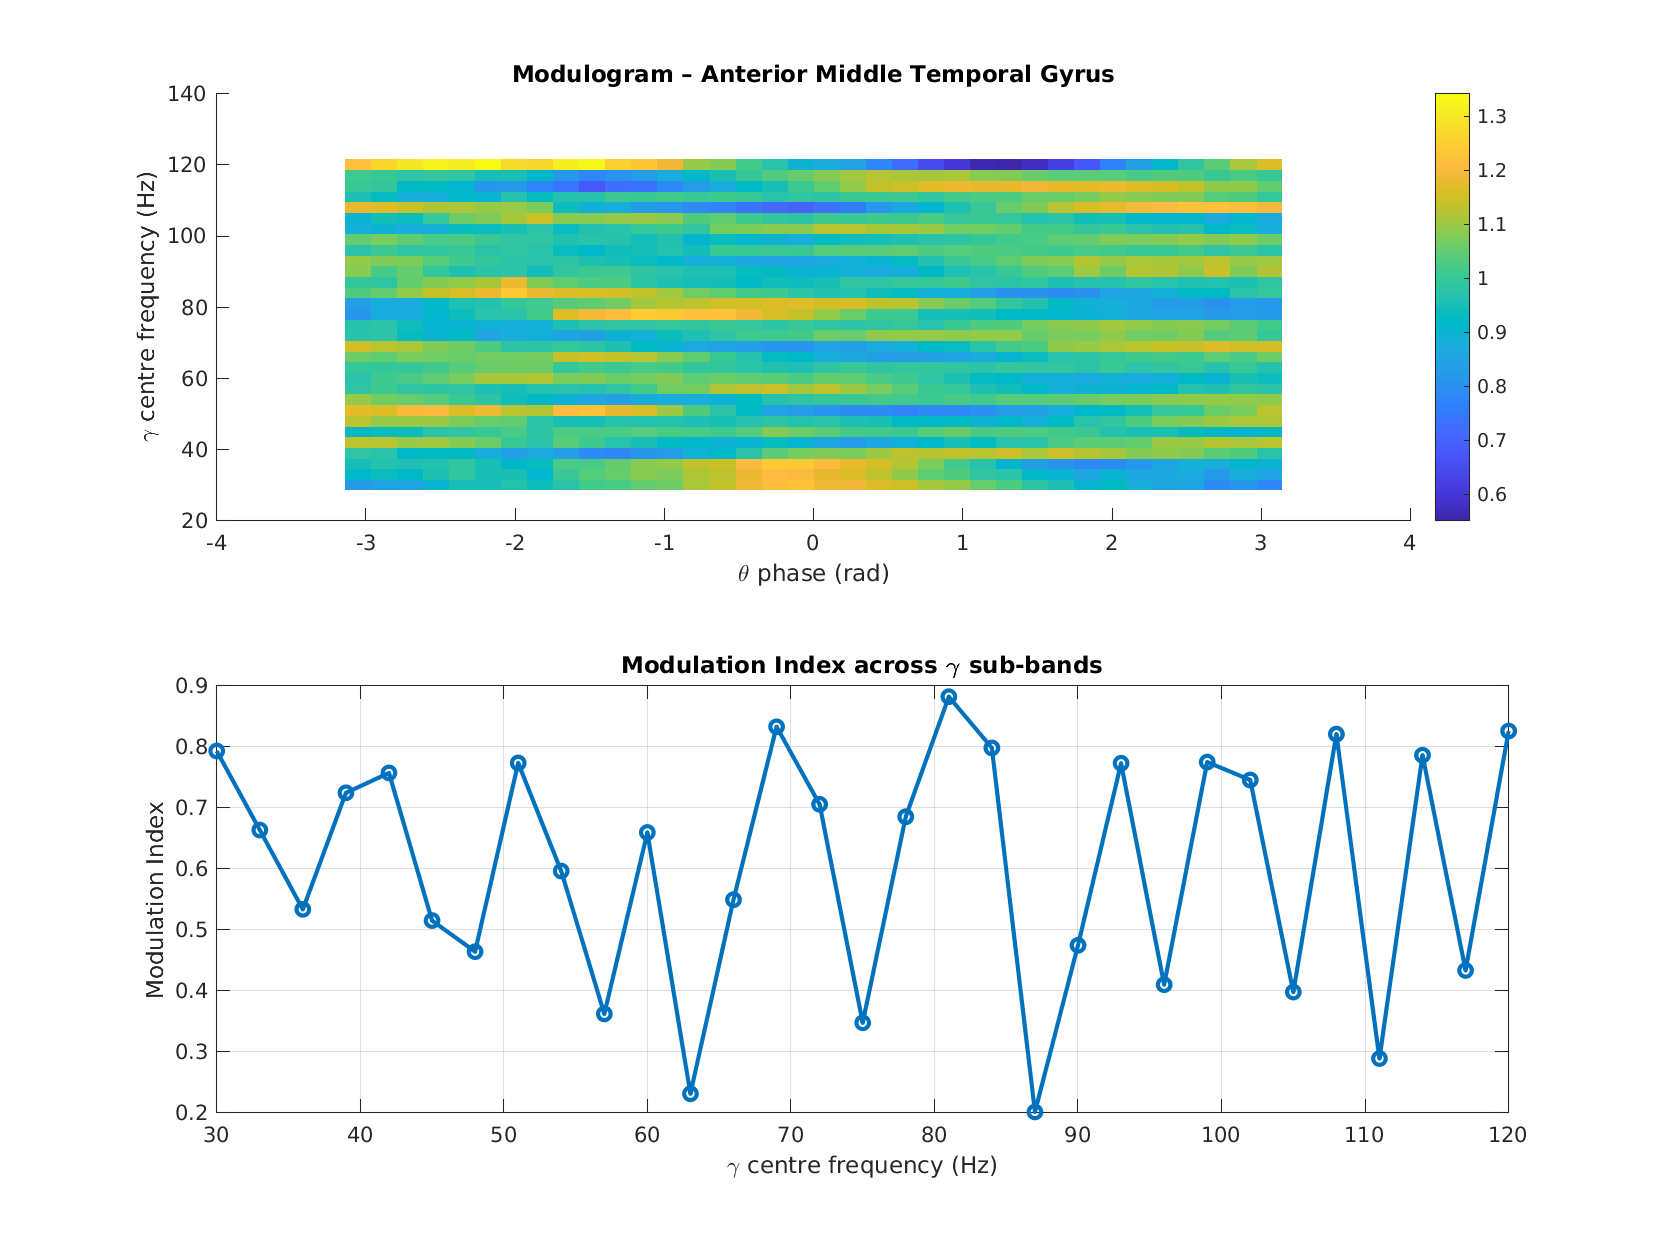 Modulogram – Anterior Middle Temporal Gyrus
γ centre frequency (Hz)
140
120
100
80
60
40
20
-4 -3 -2 -1 0 1 2 3 4
θ phase (rad)
1.3
1.2
1.1
1
0.9
0.8
0.7
0.6
Modulation Index across γ sub-bands
Modulation Index
0.9
0.8
0.7
0.6
0.5
0.4
0.3
0.2
30 40 50 60 70 80 90 100 110 120
γ centre frequency (Hz)